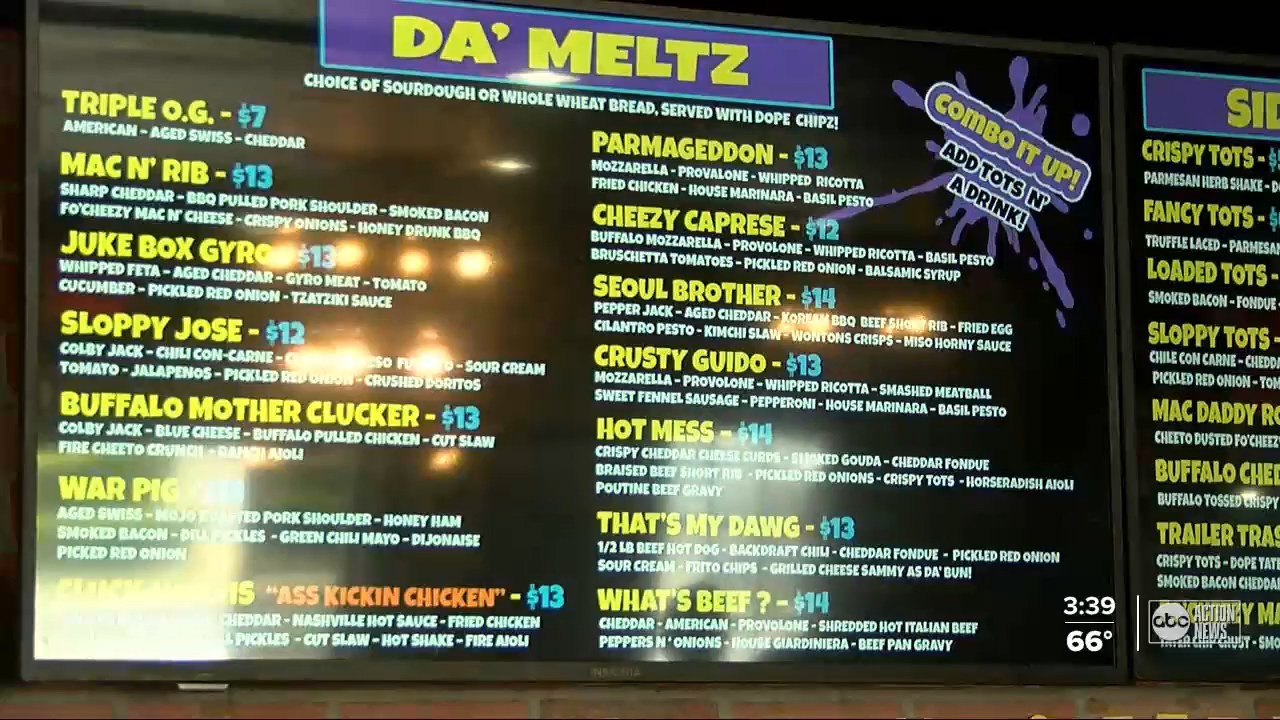 DA' MELTZ
CHOICE OF SOURDOUGH OR WHOLE WHEAT BREAD, SERVED WITH DOPE CHIPZ!
TRIPLE O.G. - $7
AMERICAN - AGED SWISS - CHEDDAR
MAC N' RIB - $13
SHARP CHEDDAR - BBQ PULLED PORK SHOULDER - SMOKED BACON
FO'CHEEZY MAC N' CHEESE - CRISPY ONIONS - HONEY DRUNK BBQ
JUKE BOX GYRO - $13
WHIPPED FETA - AGED CHEDDAR - GYRO MEAT - TOMATO
CUCUMBER - PICKLED RED ONION - TZATZIKI SAUCE
SLOPPY JOSE - $12
COLBY JACK - CHILI CON-CARNE - SOUR CREAM
TOMATO - JALAPENOS - PICKLED RED ONION - CRUSHED DORITOS
BUFFALO MOTHER CLUCKER - $13
COLBY JACK - BLUE CHEESE - BUFFALO PULLED CHICKEN - CUT SLAW
FIRE CHEETO CRUNCH - RANCH AIOLI
WAR PIG
AGED SWISS - MOJO ROASTED PORK SHOULDER - HONEY HAM
SMOKED BACON - DILL PICKLES - GREEN CHILI MAYO - DIJONAISE
PICKED RED ONION
"ASS KICKIN CHICKEN" - $13
CHEDDAR - NASHVILLE HOT SAUCE - FRIED CHICKEN
PICKLES - CUT SLAW - HOT SHAKE - FIRE AIOLI
PARMAGEDDON - $13
MOZZARELLA - PROVOLONE - WHIPPED RICOTTA
FRIED CHICKEN - HOUSE MARINARA - BASIL PESTO
CHEEZY CAPRESE - $12
BUFFALO MOZZARELLA - PROVOLONE - WHIPPED RICOTTA - BASIL PESTO
BRUSCHETTA TOMATOES - PICKLED RED ONION - BALSAMIC SYRUP
SEOUL BROTHER - $14
PEPPER JACK - AGED CHEDDAR - KOREAN BBQ BEEF SHORT RIB - FRIED EGG
CILANTRO PESTO - KIMCHI SLAW - WONTONS CRISPS - MISO HORNY SAUCE
CRUSTY GUIDO - $13
MOZZARELLA - PROVOLONE - WHIPPED RICOTTA - SMASHED MEATBALL
SWEET FENNEL SAUSAGE - PEPPERONI - HOUSE MARINARA - BASIL PESTO
HOT MESS - $14
CRISPY CHEDDAR CHEESE CURDS - SMOKED GOUDA - CHEDDAR FONDUE
BRAISED BEEF SHORT RIB - PICKLED RED ONIONS - CRISPY TOTS - HORSERADISH AIOLI
POUTINE BEEF GRAVY
THAT'S MY DAWG - $13
1/2 LB BEEF HOT DOG - BACKDRAFT CHILI - CHEDDAR FONDUE - PICKLED RED ONION
SOUR CREAM - FRITO CHIPS - GRILLED CHEESE SAMMY AS DA' BUN!
WHAT'S BEEF ? - $14
CHEDDAR - AMERICAN - PROVOLONE - SHREDDED HOT ITALIAN BEEF
PEPPERS N' ONIONS - HOUSE GIARDINIERA - BEEF PAN GRAVY
COMBO IT UP!
ADD TOTS N'
A DRINK!
CRISPY TOTS -
PARMESAN HERB SHAKE -
FANCY TOTS -
TRUFFLE LACED -
LOADED TOTS -
SMOKED BACON - FONDUE
SLOPPY TOTS -
CHILE CON CARNE -
PICKLED RED ONION -
MAC DADDY
CHEETO DUSTED
BUFFALO
BUFFALO TOSSED CRISPY
TRAILER
CRISPY TOTS - DOPE
SMOKED BACON
INSIGNIA
3:39
66°
abc ACTION NEWS